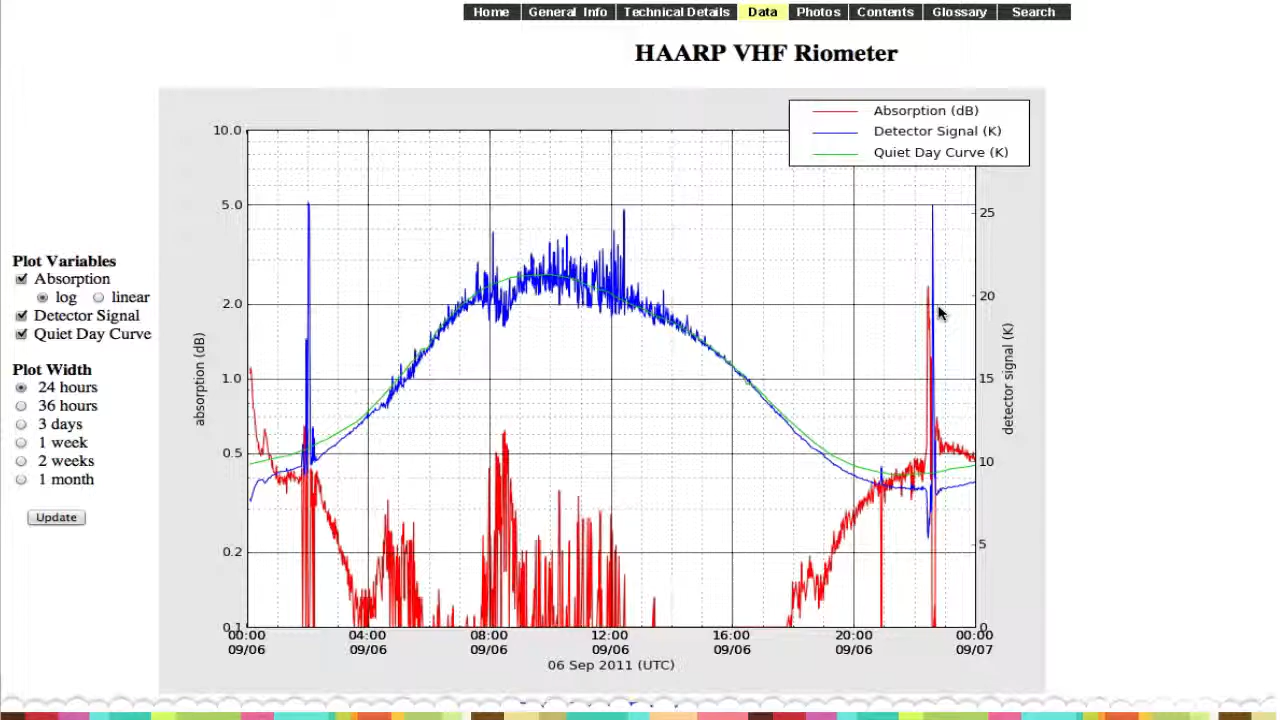 Home General Info Technical Details Data Photos Contents Glossary Search
HAARP VHF Riometer
Absorption (dB)
Detector Signal (K)
Quiet Day Curve (K)
10.0
5.0
2.0
1.0
0.5
0.2
0.1
absorption (dB)
25
20
15
10
5
0
detector signal (K)
00:00 04:00 08:00 12:00 16:00 20:00 00:00
09/06 09/06 09/06 09/06 09/06 09/06 09/07
06 Sep 2011 (UTC)
Plot Variables
Absorption
log linear
Detector Signal
Quiet Day Curve
Plot Width
24 hours
36 hours
3 days
1 week
2 weeks
1 month
Update